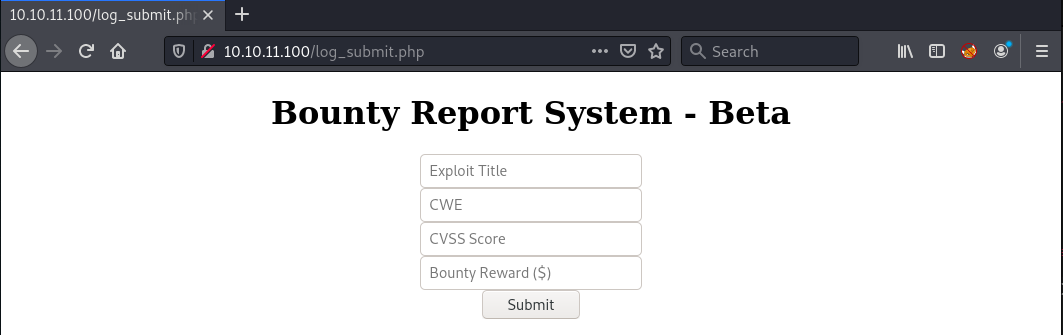 10.10.11.100/log_submit.ph
10.10.11.100/log_submit.php
Search
Bounty Report System - Beta
Exploit Title
CWE
CVSS Score
Bounty Reward ($)
Submit